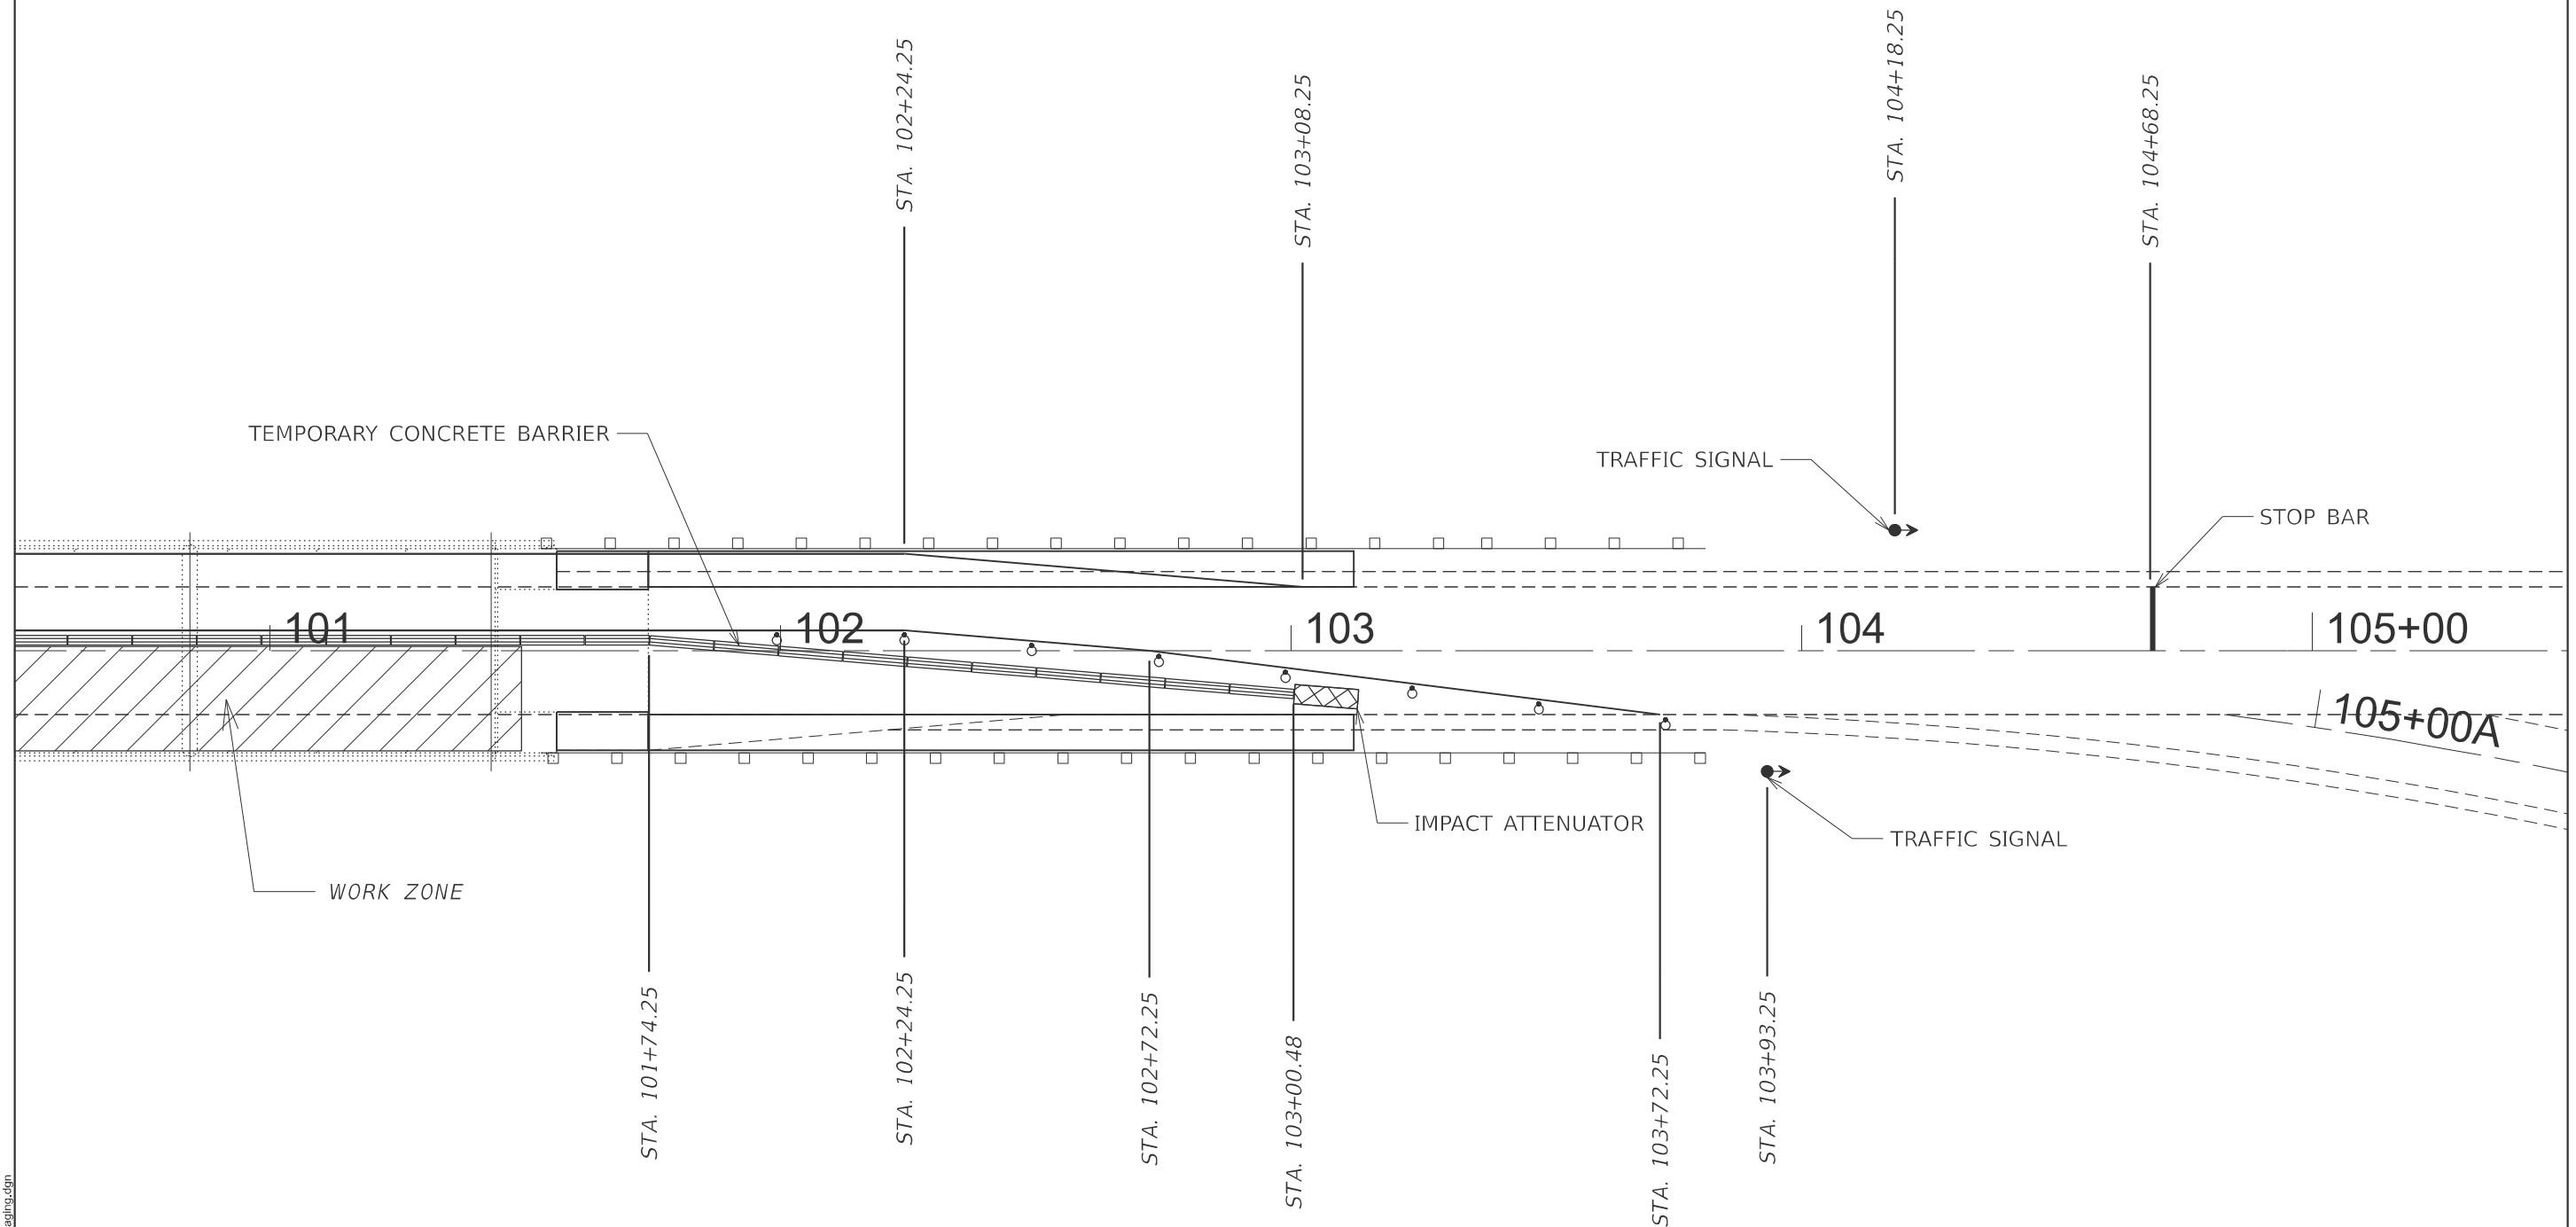 STA. 102+24.25
STA. 103+08.25
STA. 104+18.25
STA. 104+68.25
TEMPORARY CONCRETE BARRIER
TRAFFIC SIGNAL
STOP BAR
101
102
103
104
105+00
105+00A
IMPACT ATTENUATOR
TRAFFIC SIGNAL
WORK ZONE
STA. 101+74.25
STA. 102+24.25
STA. 102+72.25
STA. 103+00.48
STA. 103+72.25
STA. 103+93.25
aging.dgn